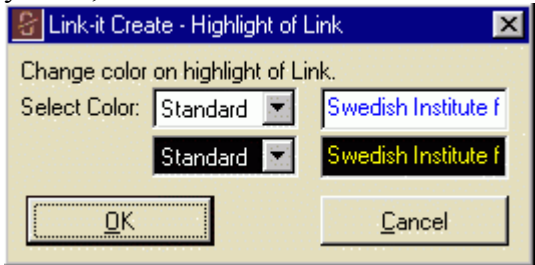 Link-it Create - Highlight of Link
Change color on highlight of Link.
Select Color: Standard Swedish Institute f
Standard Swedish Institute f
OK Cancel